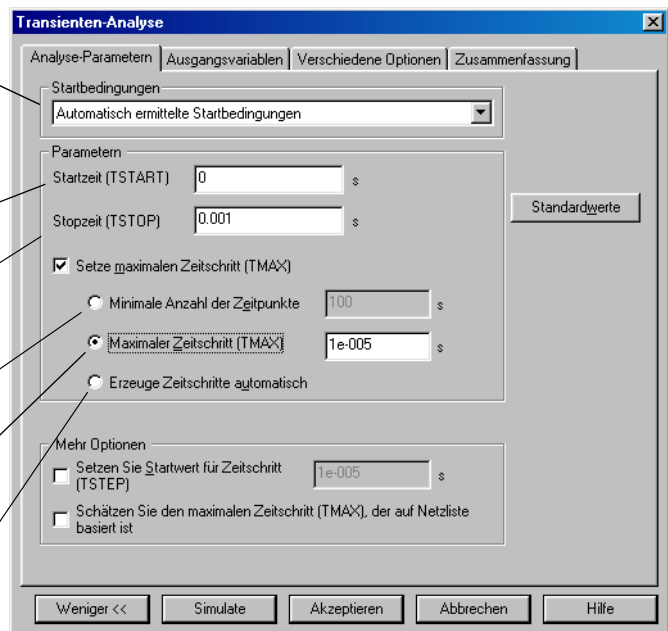 Transienten-Analyse
Analyse-Parametern Ausgangsvariablen Verschiedene Optionen Zusammenfassung
Startbedingungen
Automatisch ermittelte Startbedingungen
Parametern
Startzeit (TSTART) 0 s
Stopzeit (TSTOP) 0.001 s
Standardwerte
Setze maximalen Zeitschritt (TMAX)
Minimale Anzahl der Zeitpunkte 100 s
Maximaler Zeitschritt (TMAX) 1e-005 s
Erzeuge Zeitschritte automatisch
Mehr Optionen
Setzen Sie Startwert für Zeitschritt
(TSTEP) 1e-005 s
Schätzen Sie den maximalen Zeitschritt (TMAX), der auf Netzliste
basiert ist
Weniger << Simulate Akzeptieren Abbrechen Hilfe